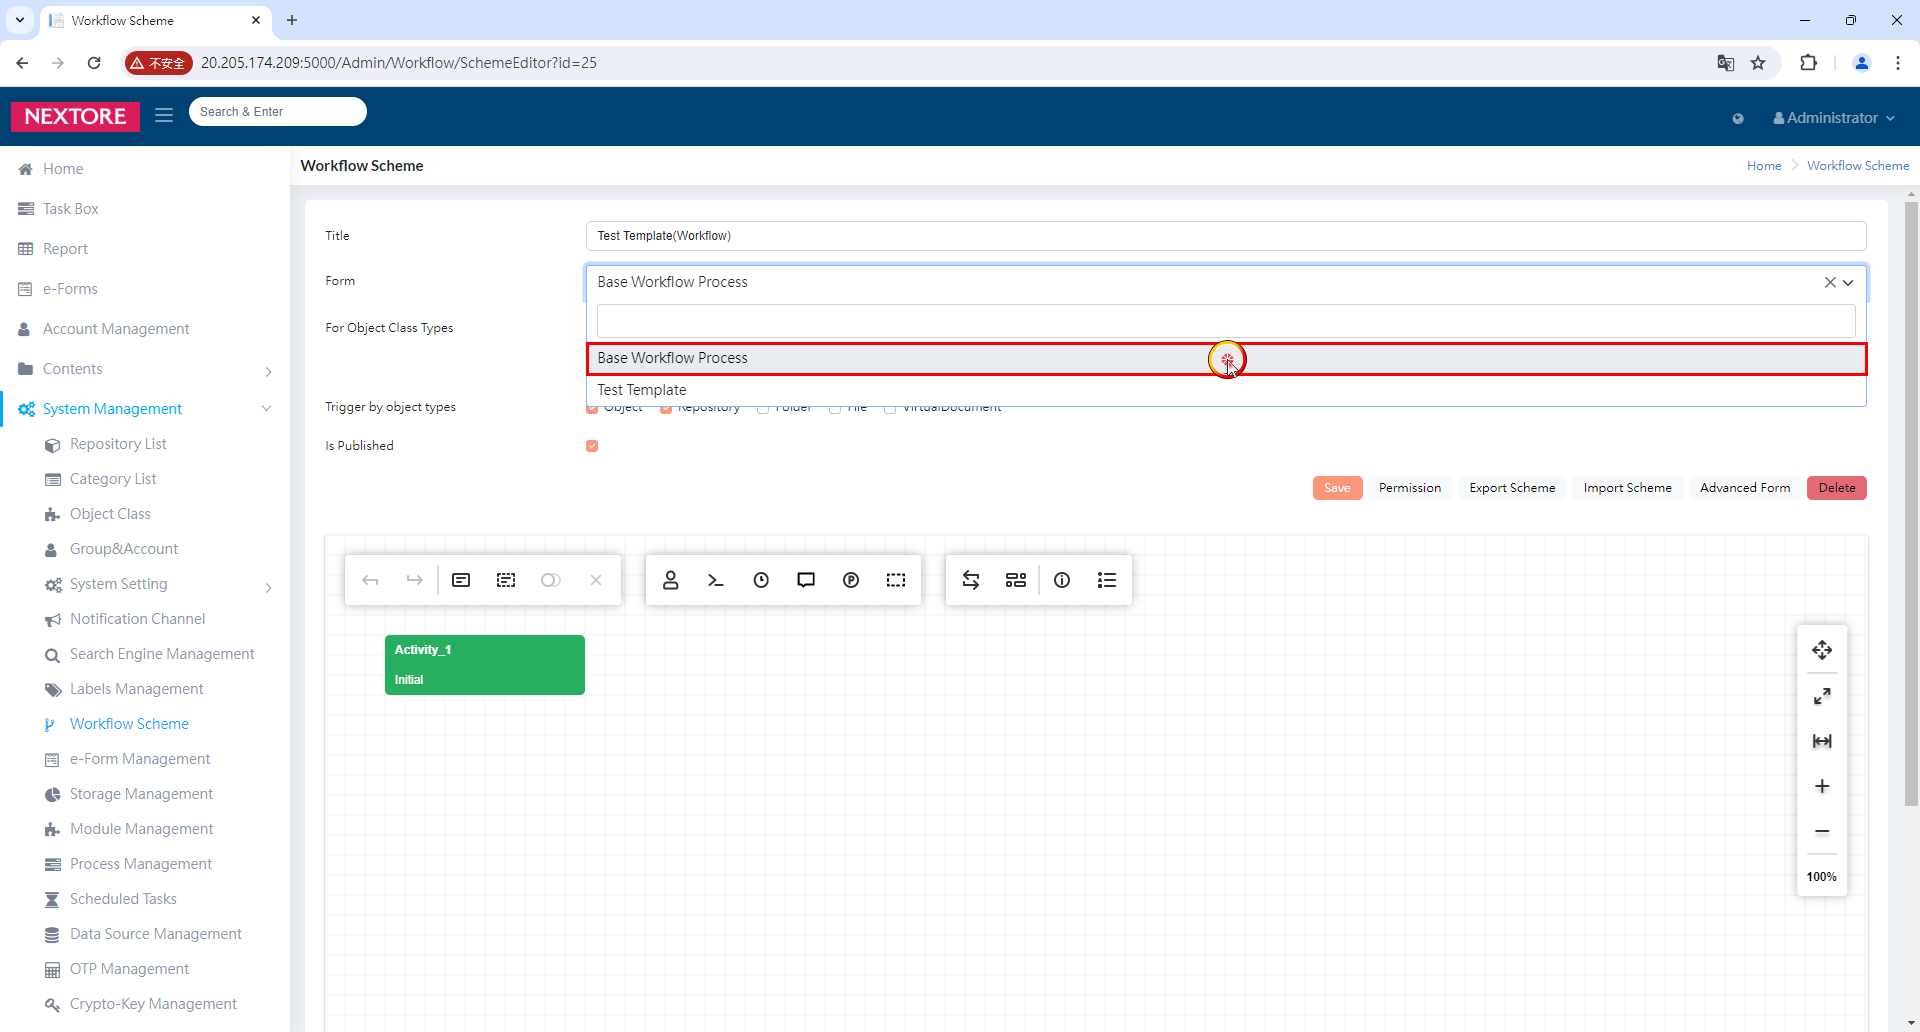 Workflow Scheme
不安全 20.205.174.209:5000/Admin/Workflow/SchemeEditor?id=25
NEXTORE Search & Enter Administrator
Home
Task Box
Report
e-Forms
Account Management
Contents
System Management
Repository List
Category List
Object Class
Group&Account
System Setting
Notification Channel
Search Engine Management
Labels Management
Workflow Scheme
e-Form Management
Storage Management
Module Management
Process Management
Scheduled Tasks
Data Source Management
OTP Management
Crypto-Key Management
Workflow Scheme Home Workflow Scheme
Title Test Template(Workflow)
Form Base Workflow Process
For Object Class Types
Base Workflow Process
Test Template
Trigger by object types Object Repository Folder File VirtualDocument
Is Published
Save Permission Export Scheme Import Scheme Advanced Form Delete
Activity_1
Initial
100%